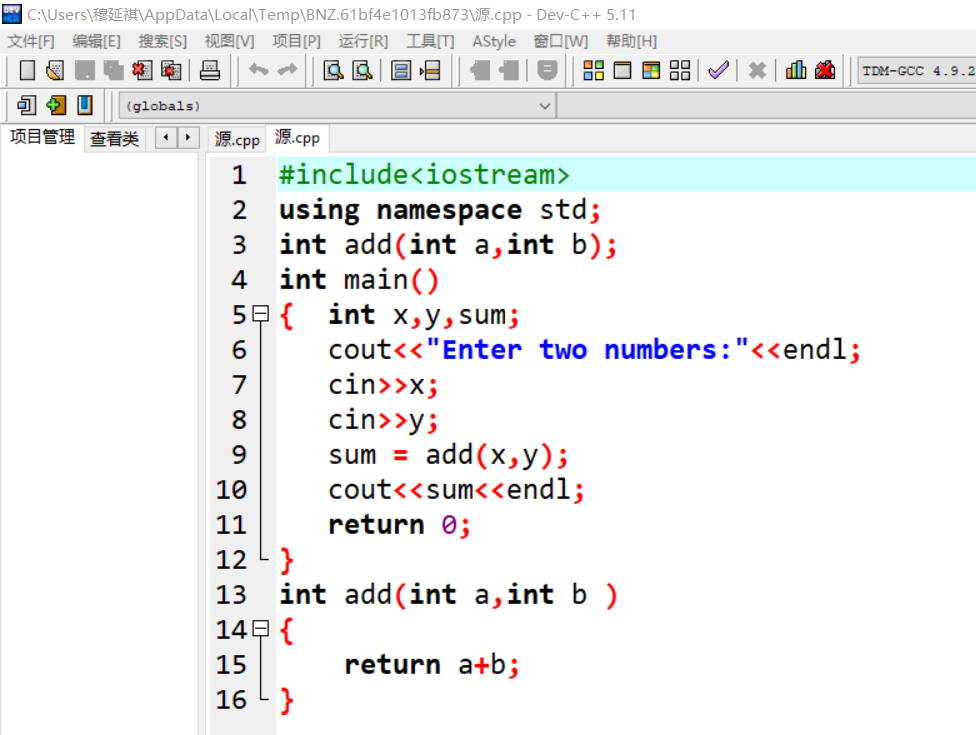 C:\Users\穆延祺\AppData\Local\Temp\BNZ.61bf4e1013fb873\源.cpp - Dev-C++ 5.11
文件[F] 编辑[E] 搜索[S] 视图[V] 项目[P] 运行[R] 工具[T] AStyle 窗口[W] 帮助[H]
TDM-GCC 4.9.2
(globals)
项目管理 查看类 源.cpp 源.cpp
1 #include<iostream>
2 using namespace std;
3 int add(int a,int b);
4 int main()
5 {  int x,y,sum;
6    cout<<"Enter two numbers:"<<endl;
7    cin>>x;
8    cin>>y;
9    sum = add(x,y);
10    cout<<sum<<endl;
11    return 0;
12 }
13 int add(int a,int b )
14 {
15     return a+b;
16 }